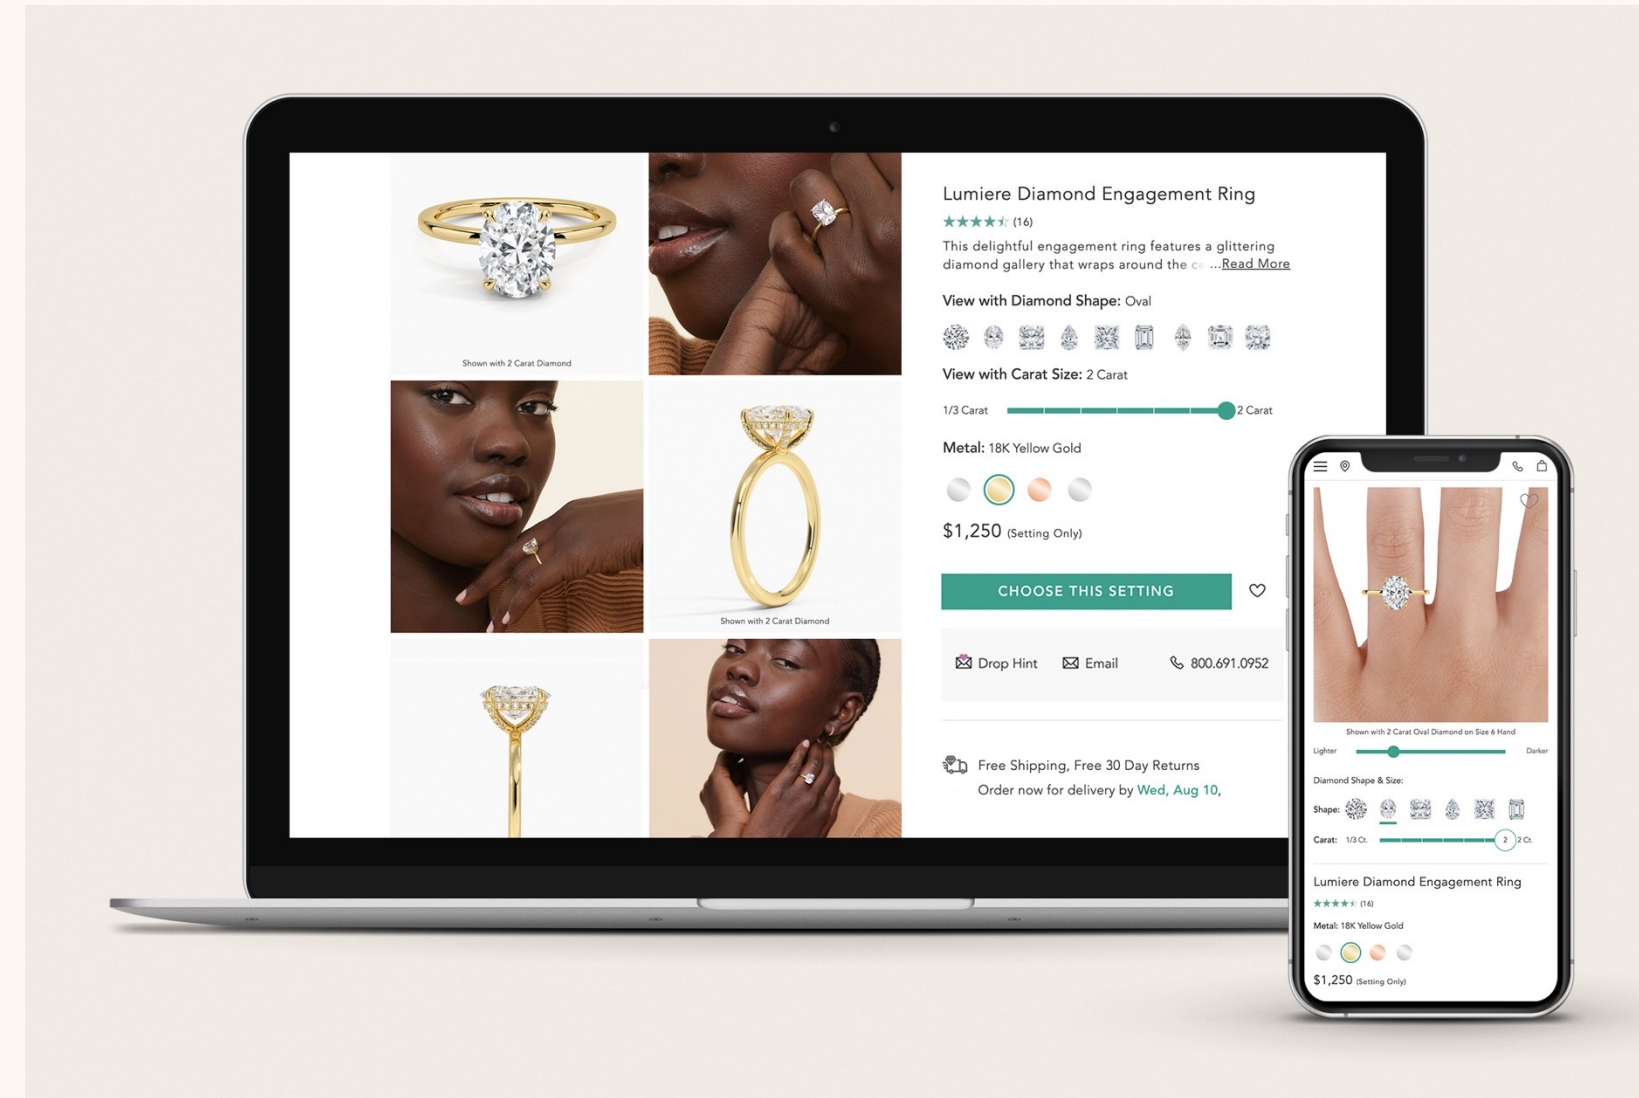 Shown with 2 Carat Diamond
Shown with 2 Carat Diamond
Lumiere Diamond Engagement Ring
(16)
This delightful engagement ring features a glittering
diamond gallery that wraps around the ce ...Read More
View with Diamond Shape: Oval
View with Carat Size: 2 Carat
1/3 Carat 2 Carat
Metal: 18K Yellow Gold
$1,250 (Setting Only)
CHOOSE THIS SETTING
Drop Hint Email 800.691.0952
Free Shipping, Free 30 Day Returns
Order now for delivery by Wed, Aug 10,
Shown with 2 Carat Oval Diamond on Size 6 Hand
Lighter Darker
Diamond Shape & Size:
Shape:
Carat: 1/3 Ct. 2 2 Ct.
Lumiere Diamond Engagement Ring
(16)
Metal: 18K Yellow Gold
$1,250 (Setting Only)